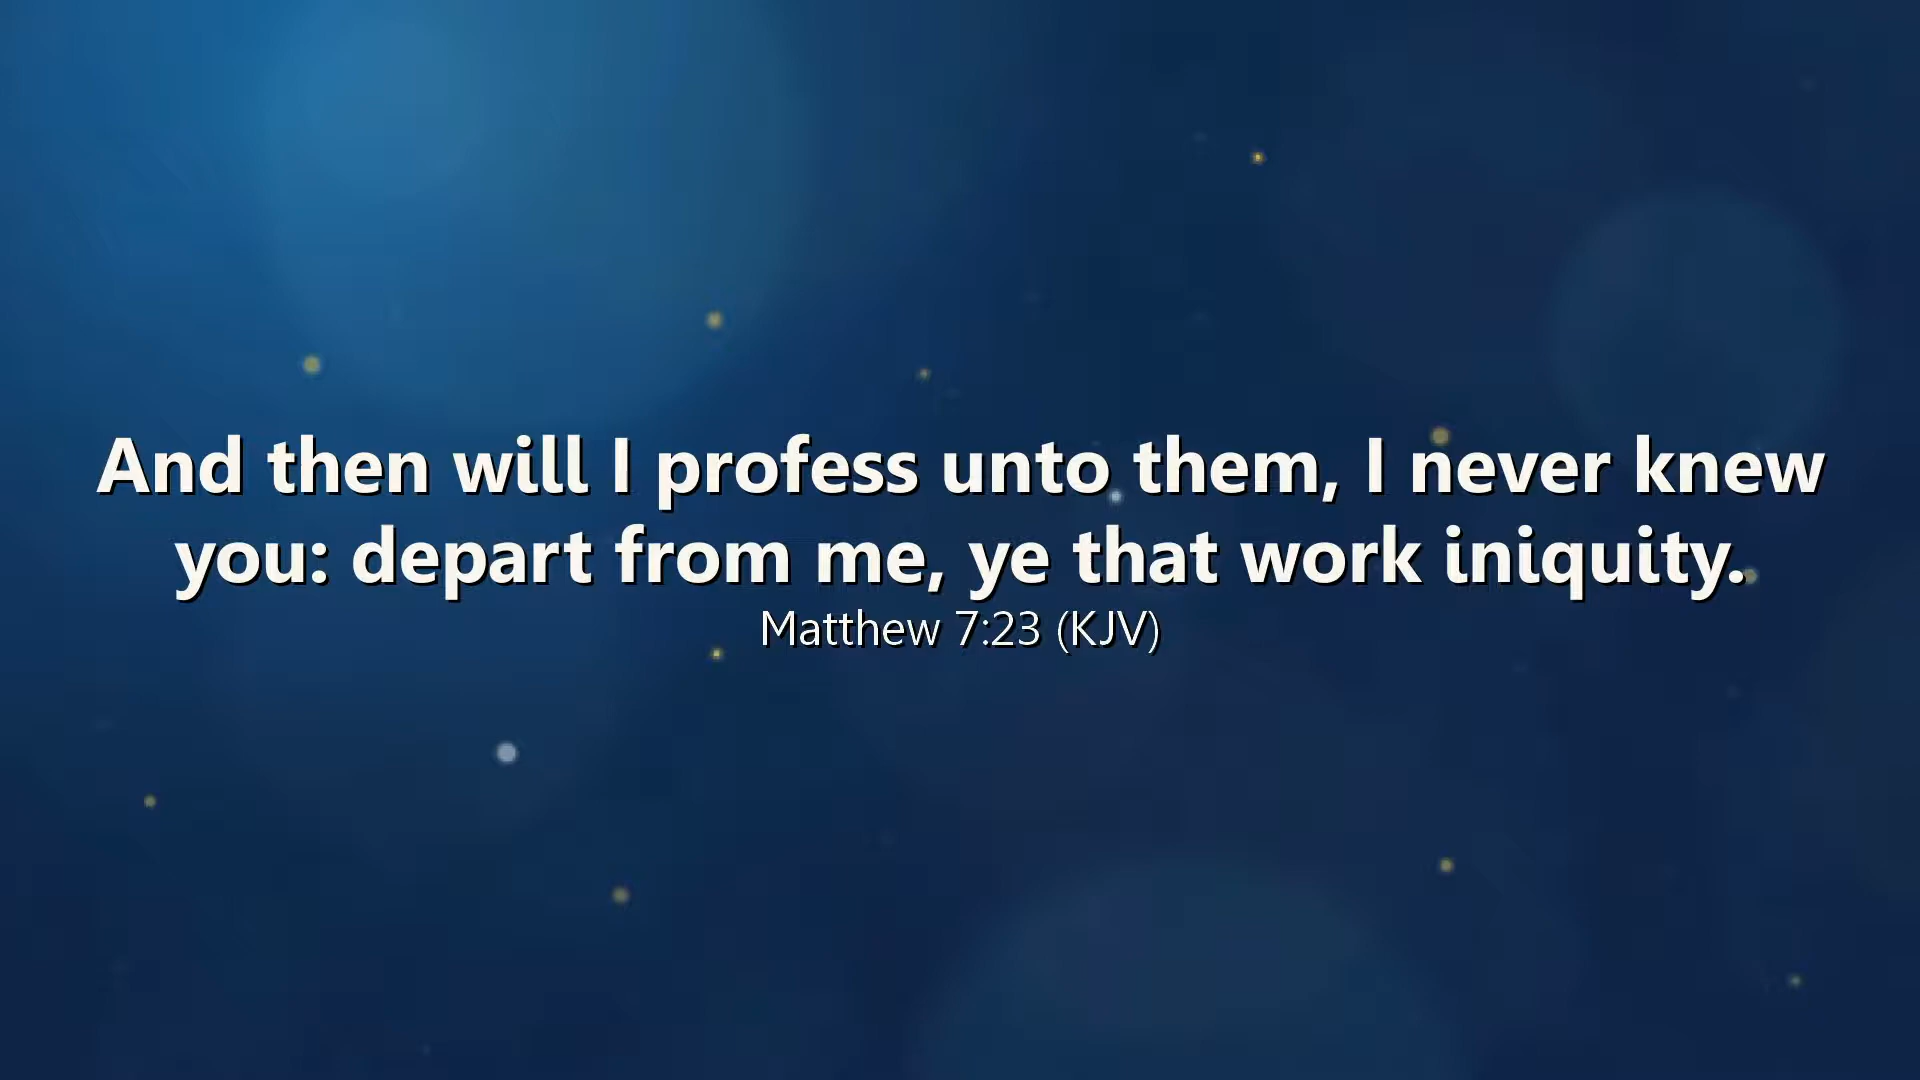 And then will I profess unto them, I never knew
you: depart from me, ye that work iniquity.
Matthew 7:23 (KJV)